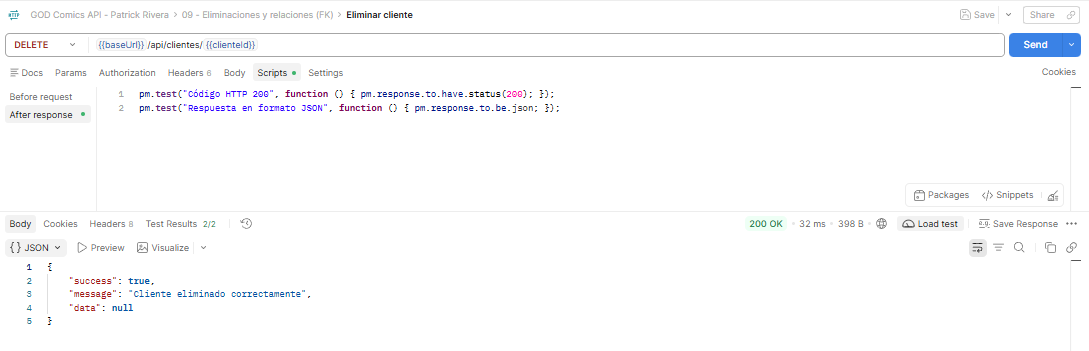 GOD Comics API - Patrick Rivera > 09 - Eliminaciones y relaciones (FK) > Eliminar cliente Save Share
DELETE {{baseUrl}} /api/clientes/ {{clienteId}} Send
Docs Params Authorization Headers 6 Body Scripts Settings Cookies
Before request
After response
1 pm.test("Código HTTP 200", function () { pm.response.to.have.status(200); });
2 pm.test("Respuesta en formato JSON", function () { pm.response.to.be.json; });
Packages </> Snippets
Body Cookies Headers 8 Test Results 2/2 200 OK • 32 ms • 398 B • Load test Save Response •••
{ } JSON Preview Visualize
1 {
2 "success": true,
3 "message": "Cliente eliminado correctamente",
4 "data": null
5 }